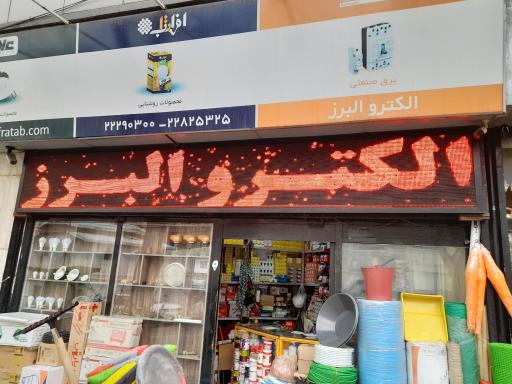 افراتاب
محصولات روشنایی
۲۲۲۹۰۳۰۰ - ۲۲۸۲۵۳۲۵
برق صنعتی
الکترو البرز
fratab.com
الکترو البرز